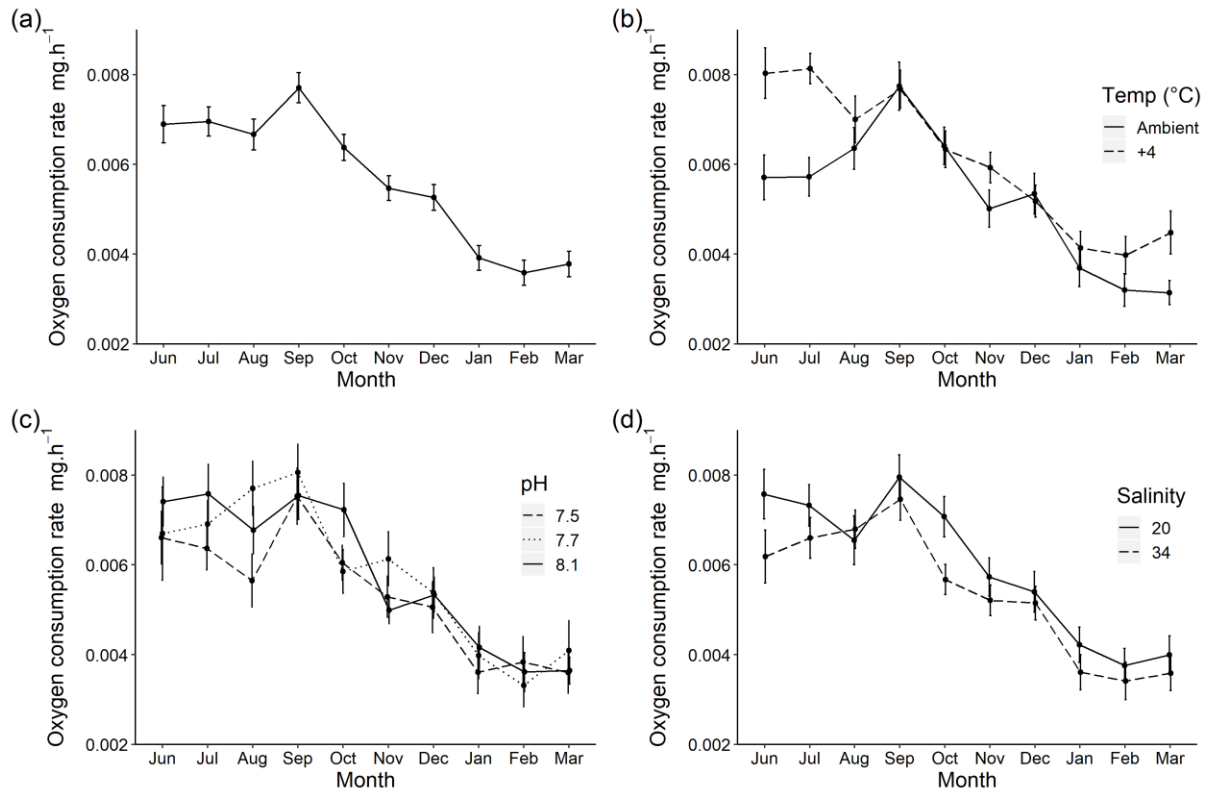 (a)
Oxygen consumption rate mg.h⁻¹
0.008
0.006
0.004
0.002
Jun Jul Aug Sep Oct Nov Dec Jan Feb Mar
Month
(b)
Oxygen consumption rate mg.h⁻¹
0.008
0.006
0.004
0.002
Temp (°C)
Ambient
+4
Jun Jul Aug Sep Oct Nov Dec Jan Feb Mar
Month
(c)
Oxygen consumption rate mg.h⁻¹
0.008
0.006
0.004
0.002
pH
7.5
7.7
8.1
Jun Jul Aug Sep Oct Nov Dec Jan Feb Mar
Month
(d)
Oxygen consumption rate mg.h⁻¹
0.008
0.006
0.004
0.002
Salinity
20
34
Jun Jul Aug Sep Oct Nov Dec Jan Feb Mar
Month